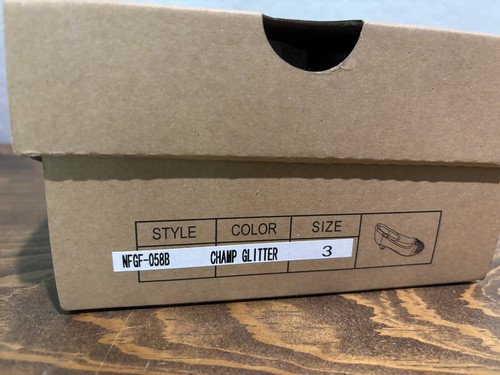 STYLE COLOR SIZE
NFGF-058B CHAMP GLITTER 3